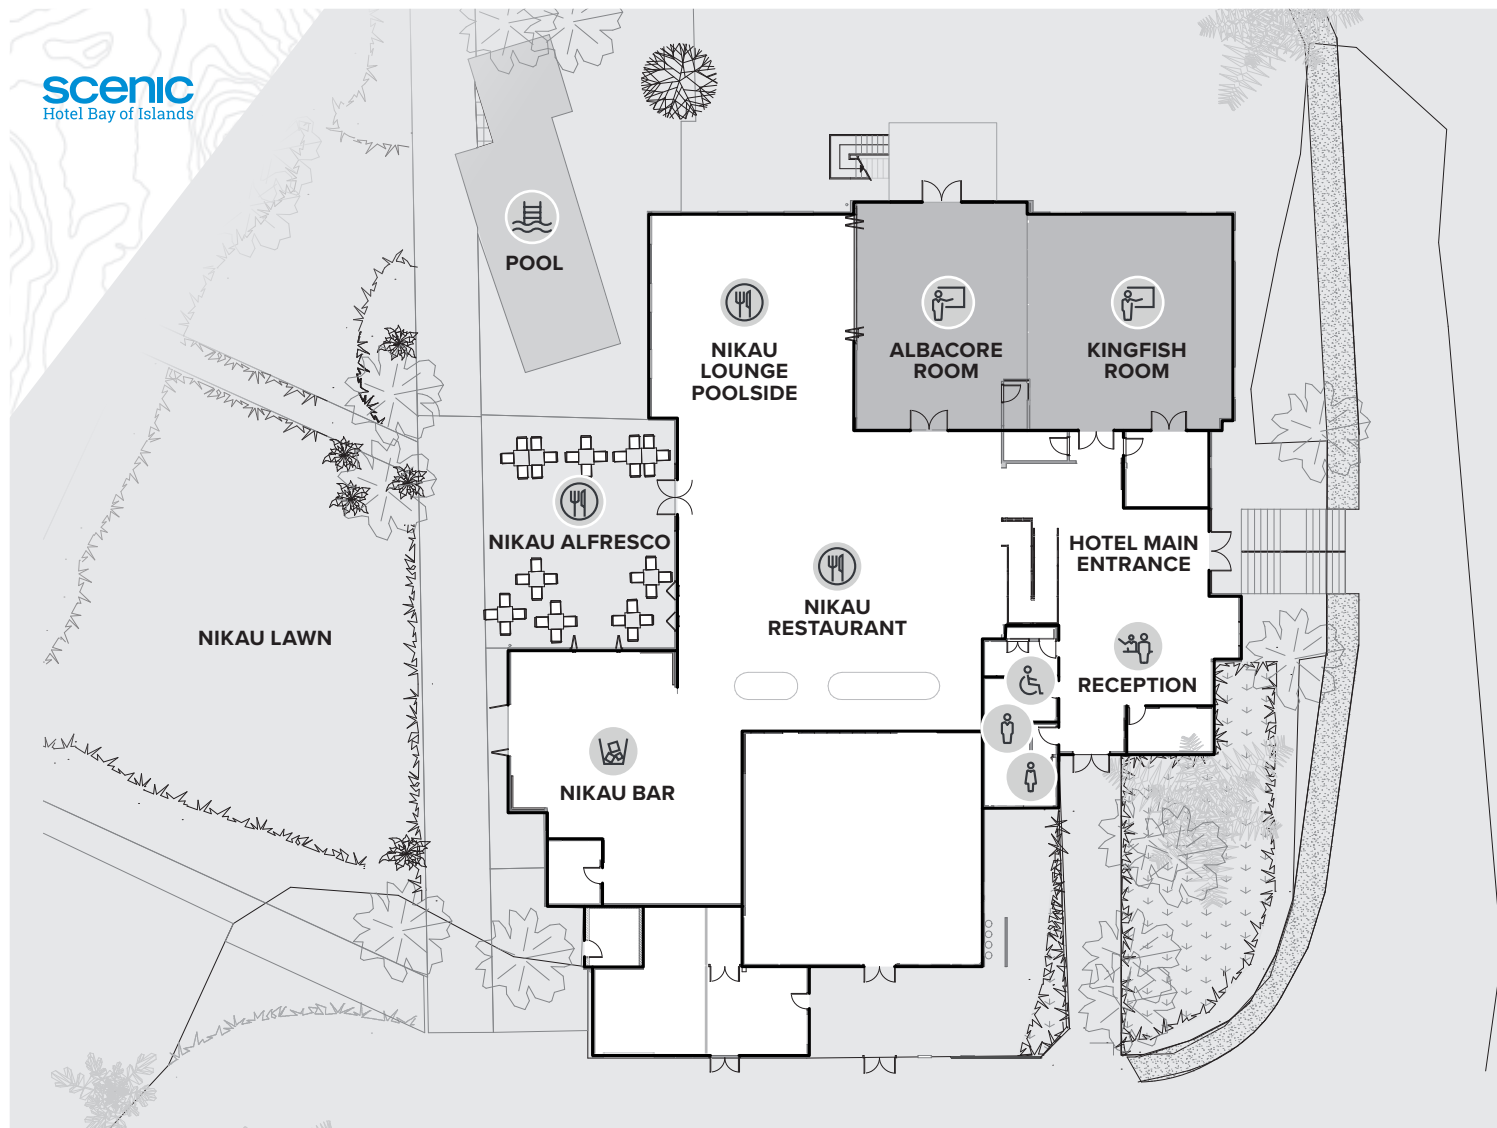 scenic
Hotel Bay of Islands
POOL
NIKAU
LOUNGE
POOLSIDE
ALBACORE
ROOM
KINGFISH
ROOM
NIKAU ALFRESCO
HOTEL MAIN
ENTRANCE
NIKAU
RESTAURANT
NIKAU LAWN
RECEPTION
NIKAU BAR